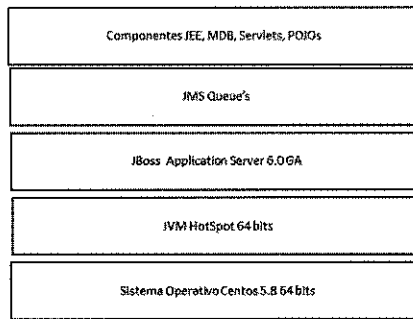 Componentes JEE, MDB, Servlets, POJOs
JMS Queue's
JBoss Application Server 6.0 GA
JVM HotSpot 64 bits
Sistema Operativo Centos 5.8 64 bits